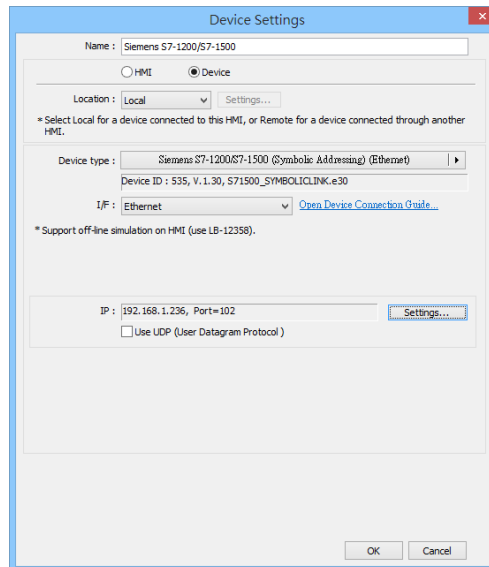 Device Settings
Name : Siemens S7-1200/S7-1500
HMI Device
Location : Local Settings...
* Select Local for a device connected to this HMI, or Remote for a device connected through another
HMI.
Device type : Siemens S7-1200/S7-1500 (Symbolic Addressing) (Ethernet)
Device ID : 535, V.1.30, S71500_SYMBOLICLINK.e30
I/F : Ethernet Open Device Connection Guide...
* Support off-line simulation on HMI (use LB-12358).
IP : 192.168.1.236, Port=102 Settings...
Use UDP (User Datagram Protocol )
OK Cancel